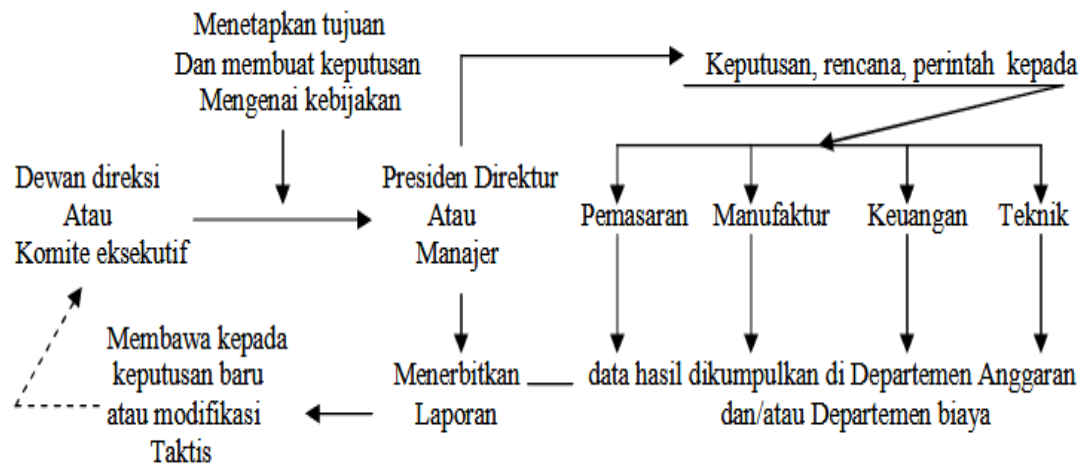 Menetapkan tujuan
Dan membuat keputusan
Mengenai kebijakan
Keputusan, rencana, perintah kepada
Dewan direksi
Atau
Komite eksekutif
Presiden Direktur
Atau
Manajer
Pemasaran
Manufaktur
Keuangan
Teknik
Membawa kepada
keputusan baru
atau modifikasi
Taktis
Menerbitkan
Laporan
data hasil dikumpulkan di Departemen Anggaran
dan/atau Departemen biaya